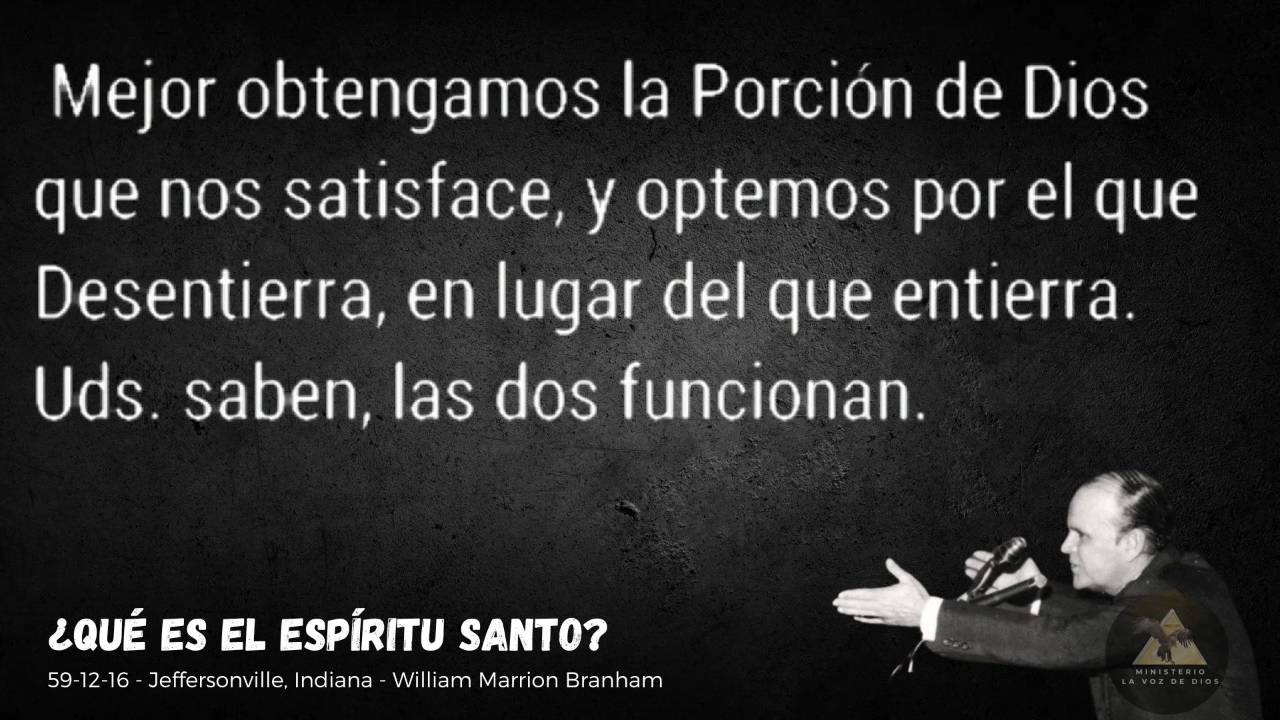 Mejor obtengamos la Porción de Dios
que nos satisface, y optemos por el que
Desentierra, en lugar del que entierra.
Uds. saben, las dos funcionan.
¿QUÉ ES EL ESPÍRITU SANTO?
59-12-16 - Jeffersonville, Indiana - William Marrion Branham
MINISTERIO
LA VOZ DE DIOS